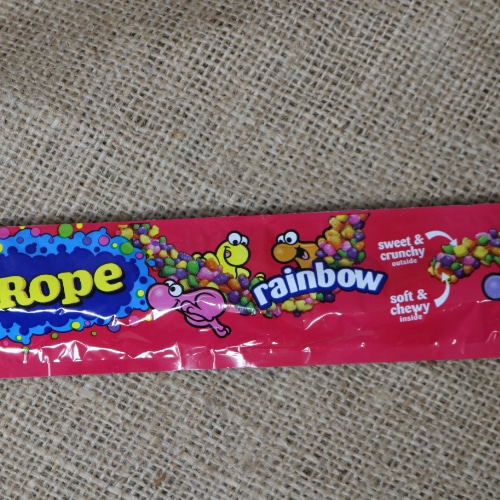 ROPE
rainbow
sweet &
crunchy
outside
soft &
chewy
inside